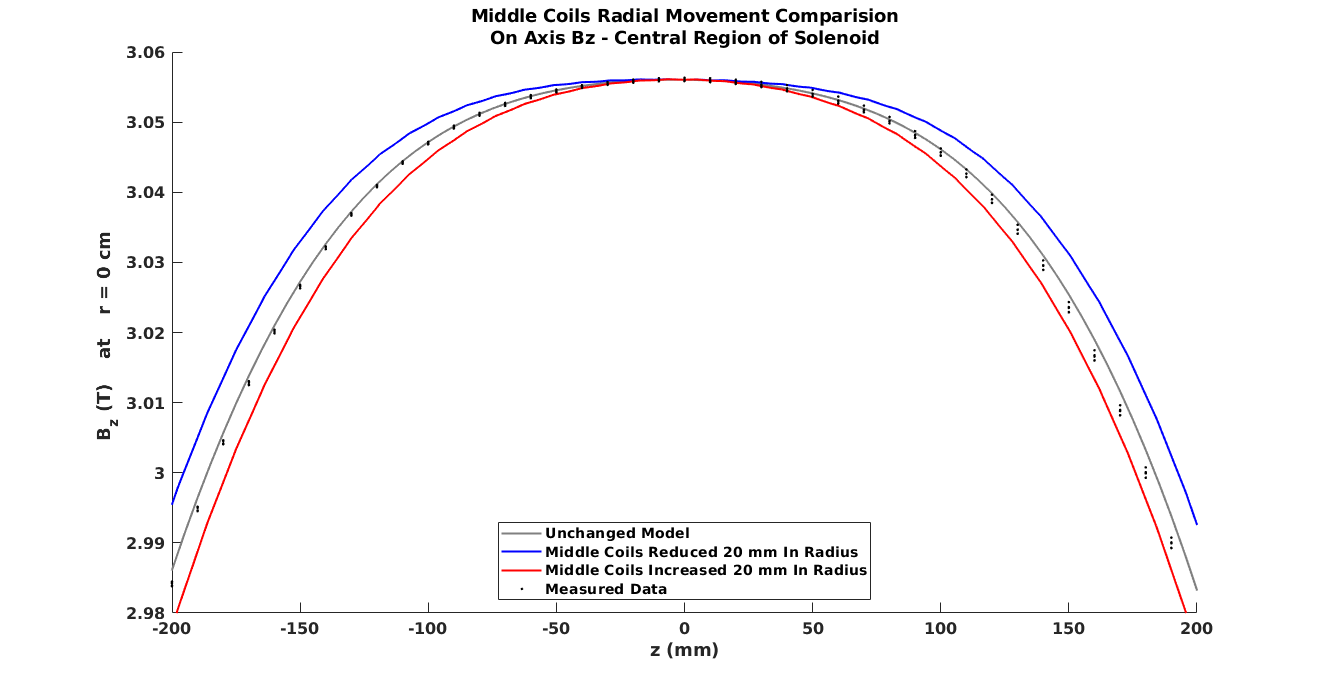 Middle Coils Radial Movement Comparision
On Axis Bz - Central Region of Solenoid
3.06
3.05
3.04
3.03
3.02
3.01
3
2.99
2.98
Bz (T) at r = 0 cm
-200 -150 -100 -50 0 50 100 150 200
z (mm)
Unchanged Model
Middle Coils Reduced 20 mm In Radius
Middle Coils Increased 20 mm In Radius
Measured Data